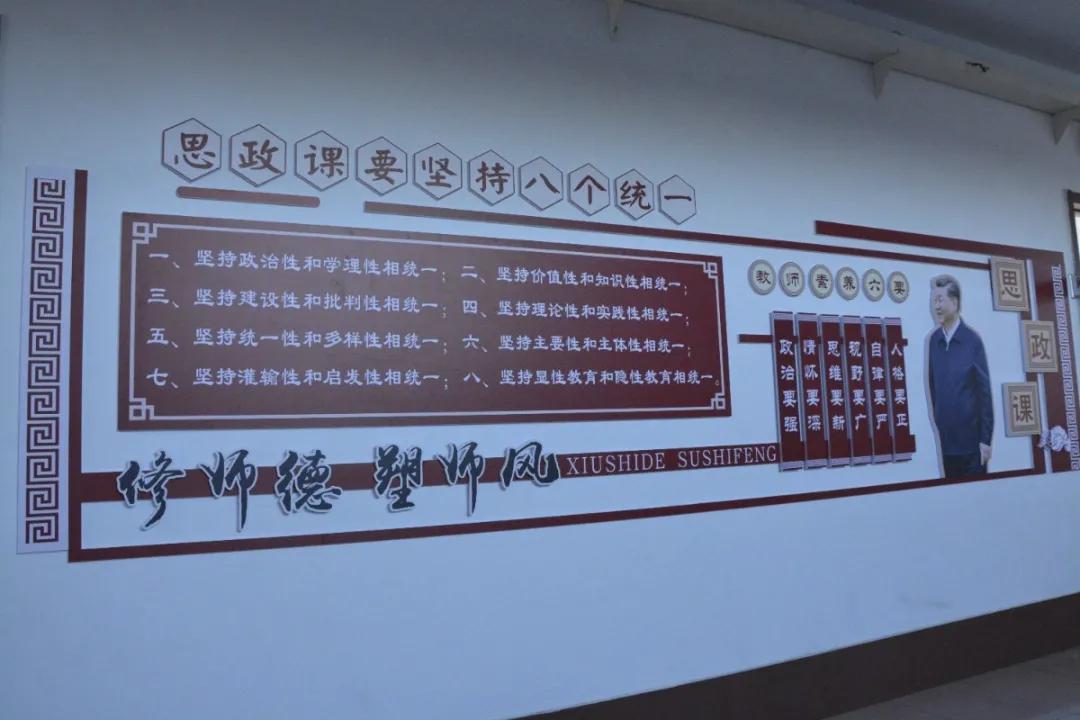 思政课要坚持八个统一
一、坚持政治性和学理性相统一；二、坚持价值性和知识性相统一；
三、坚持建设性和批判性相统一；四、坚持理论性和实践性相统一；
五、坚持统一性和多样性相统一；六、坚持主要性和主体性相统一；
七、坚持灌输性和启发性相统一；八、坚持显性教育和隐性教育相统一。
修师德 塑师风
XIUSHIDE SUSHIFENG
教师素养六要
政治要强
情怀要深
思维要新
视野要广
自律要严
人格要正
思政课